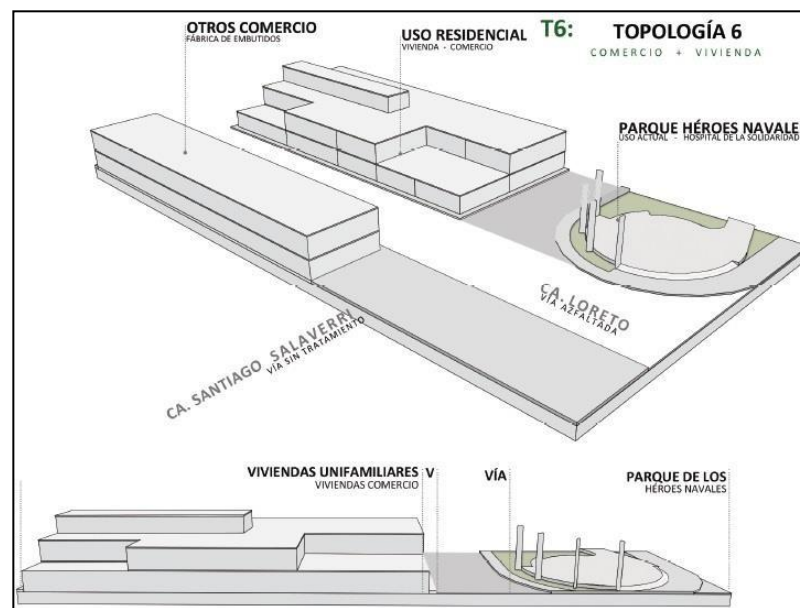 OTROS COMERCIO
FÁBRICA DE EMBUTIDOS
USO RESIDENCIAL
VIVIENDA - COMERCIO
T6: TOPOLOGÍA 6
COMERCIO + VIVIENDA
PARQUE HÉROES NAVALE
USO ACTUAL - HOSPITAL DE LA SOLIDARIDAD
CA. LORETO
VÍA AZFALTADA
CA. SANTIAGO SALAVERRI
VÍA SIN TRATAMIENTO
VIVIENDAS UNIFAMILIARES
VIVIENDAS COMERCIO
V
VÍA
PARQUE DE LOS
HÉROES NAVALES